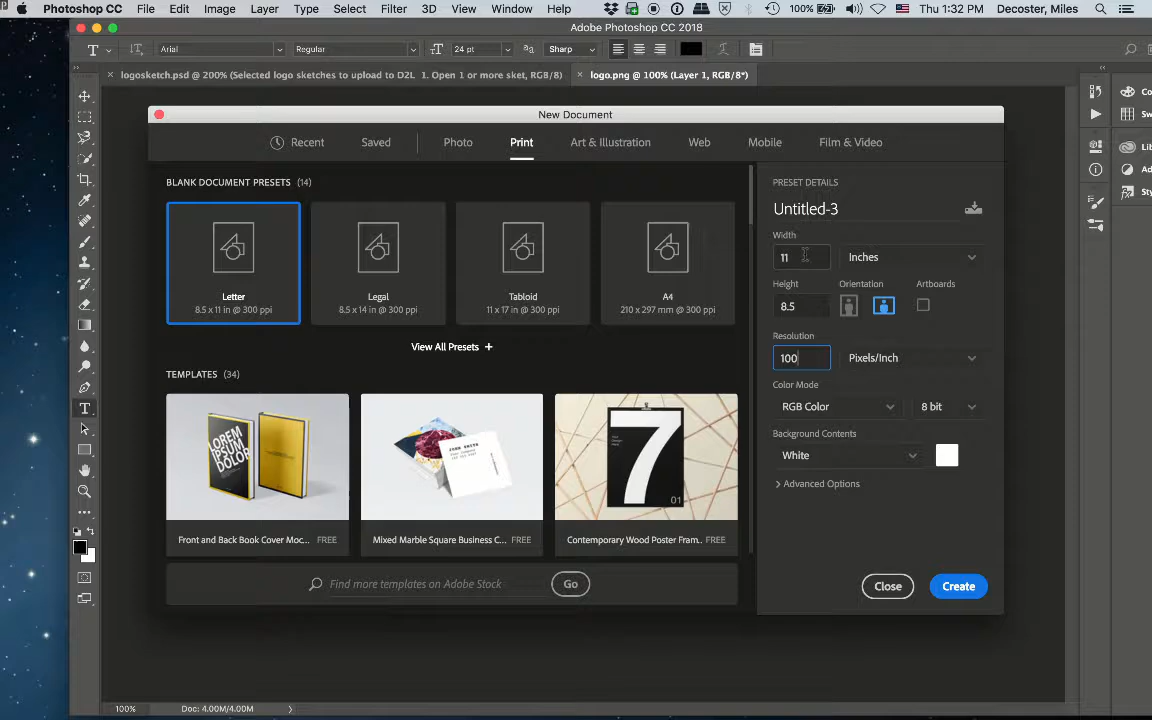 Photoshop CC File Edit Image Layer Type Select Filter 3D View Window Help 100% Thu 1:32 PM Decoster, Miles
Adobe Photoshop CC 2018
T Arial Regular 24 pt Sharp
logosketch.psd @ 200% (Selected logo sketches to upload to D2L 1. Open 1 or more sket, RGB/8) × logo.png @ 100% (Layer 1, RGB/8*)
New Document
Recent Saved Photo Print Art & Illustration Web Mobile Film & Video
BLANK DOCUMENT PRESETS (14)
Letter
8.5 x 11 in @ 300 ppi
Legal
8.5 x 14 in @ 300 ppi
Tabloid
11 x 17 in @ 300 ppi
A4
210 x 297 mm @ 300 ppi
View All Presets +
TEMPLATES (34)
LOREM
IPSUM
DOLOR
JOHN SMITH
7
01
Front and Back Book Cover Moc... FREE
Mixed Marble Square Business C... FREE
Contemporary Wood Poster Fram... FREE
Find more templates on Adobe Stock Go
PRESET DETAILS
Untitled-3
Width
11 Inches
Height Orientation Artboards
8.5
Resolution
100 Pixels/Inch
Color Mode
RGB Color 8 bit
Background Contents
White
> Advanced Options
Close Create
Co
Sw
Lib
Ad
Sty
100% Doc: 4.00M/4.00M